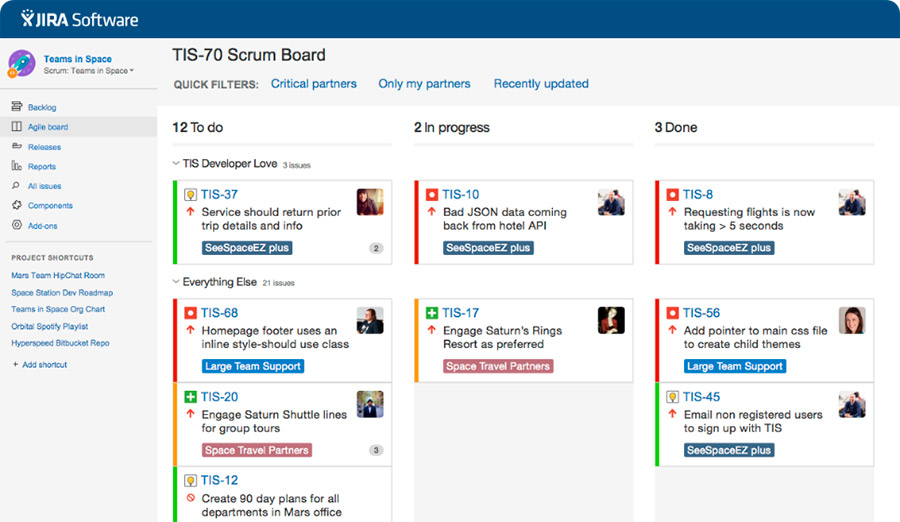 JIRA Software
Teams in Space
Scrum: Teams in Space
Backlog
Agile board
Releases
Reports
All issues
Components
Add-ons
PROJECT SHORTCUTS
Mars Team HipChat Room
Space Station Dev Roadmap
Teams in Space Org Chart
Orbital Spotify Playlist
Hyperspeed Bitbucket Repo
+ Add shortcut
TIS-70 Scrum Board
QUICK FILTERS: Critical partners Only my partners Recently updated
12 To do
2 In progress
3 Done
TIS Developer Love 3 issues
TIS-37
Service should return prior
trip details and info
SeeSpaceEZ plus
2
TIS-10
Bad JSON data coming
back from hotel API
SeeSpaceEZ plus
TIS-8
Requesting flights is now
taking > 5 seconds
SeeSpaceEZ plus
Everything Else 21 issues
TIS-68
Homepage footer uses an
inline style-should use class
Large Team Support
TIS-17
Engage Saturn's Rings
Resort as preferred
Space Travel Partners
TIS-56
Add pointer to main css file
to create child themes
Large Team Support
TIS-20
Engage Saturn Shuttle lines
for group tours
Space Travel Partners
3
TIS-45
Email non registered users
to sign up with TIS
SeeSpaceEZ plus
TIS-12
Create 90 day plans for all
departments in Mars office